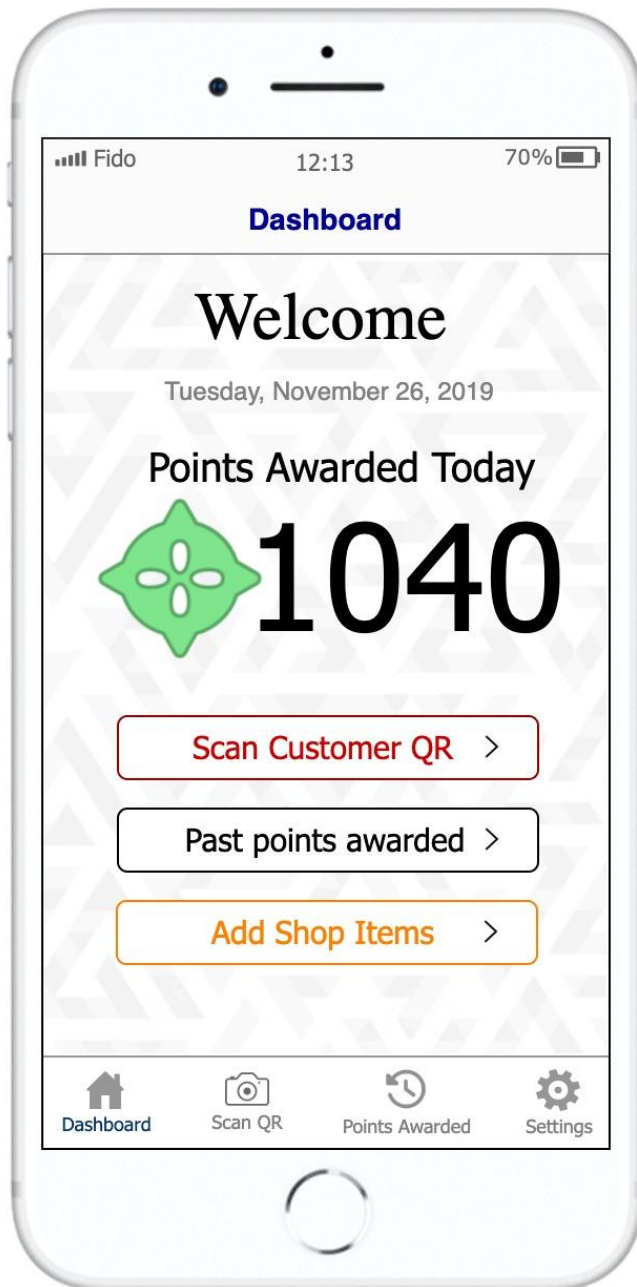 Fido 12:13 70%
Dashboard
Welcome
Tuesday, November 26, 2019
Points Awarded Today
1040
Scan Customer QR >
Past points awarded >
Add Shop Items >
Dashboard Scan QR Points Awarded Settings